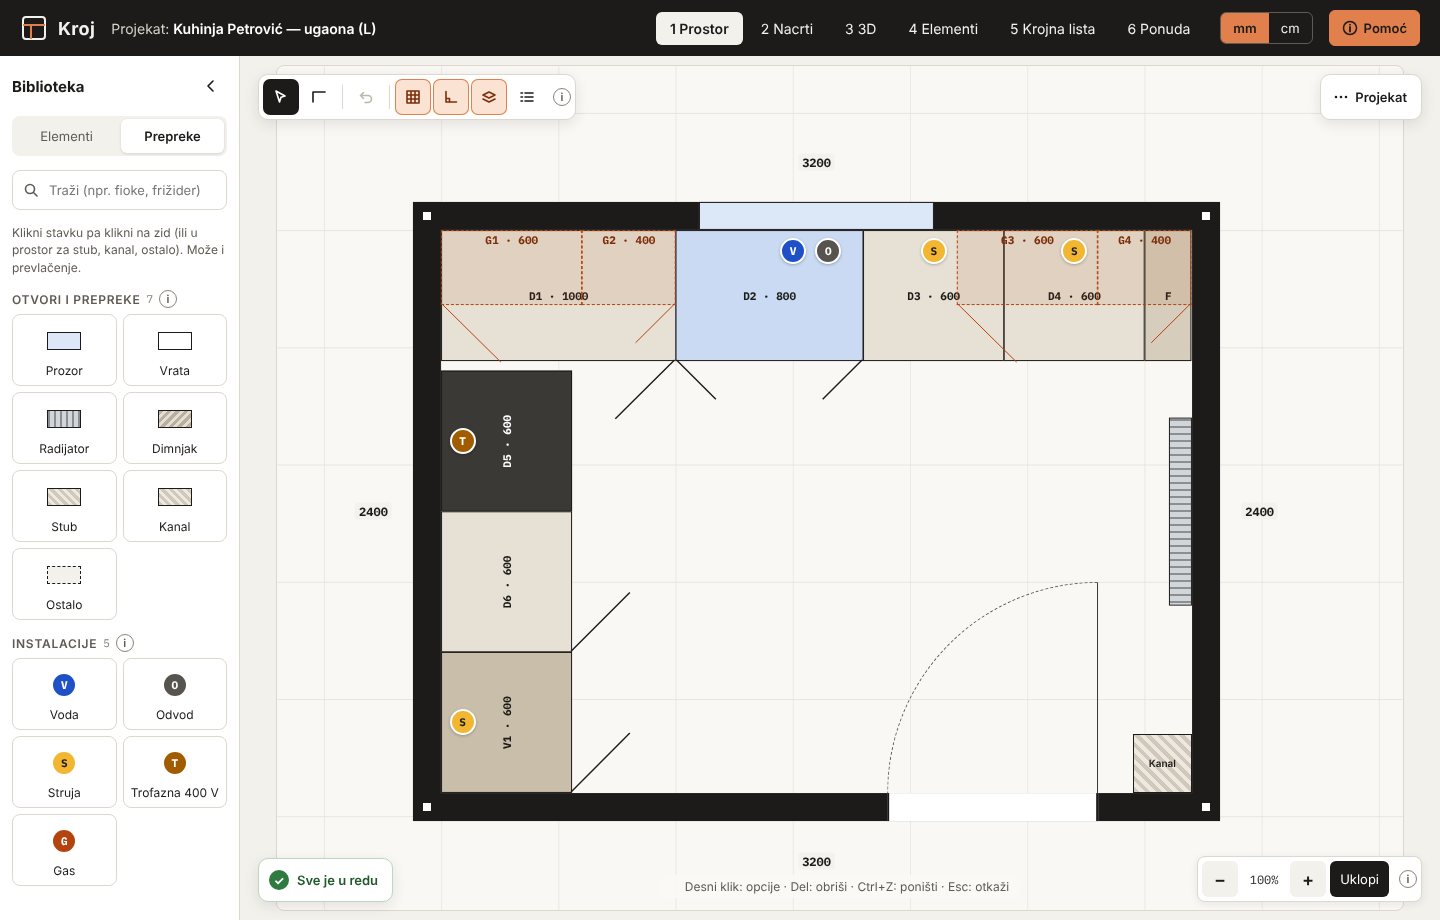 Kroj
Projekat: Kuhinja Petrović — ugaona (L)
1 Prostor
2 Nacrti
3 3D
4 Elementi
5 Krojna lista
6 Ponuda
mm
cm
Pomoć
Biblioteka
Elementi
Prepreke
Traži (npr. fioke, frižider)
Klikni stavku pa klikni na zid (ili u
prostor za stub, kanal, ostalo). Može i
prevlačenje.
OTVORI I PREPREKE 7
Prozor
Vrata
Radijator
Dimnjak
Stub
Kanal
Ostalo
INSTALACIJE 5
V
Voda
O
Odvod
S
Struja
T
Trofazna 400 V
G
Gas
Projekat
3200
G1 · 600
G2 · 400
G3 · 600
G4 · 400
V
O
S
S
D1 · 1000
D2 · 800
D3 · 600
D4 · 600
F
T
D5 · 600
2400
2400
D6 · 600
S
V1 · 600
Kanal
3200
Sve je u redu
Desni klik: opcije · Del: obriši · Ctrl+Z: poništi · Esc: otkaži
− 100% +
Uklopi